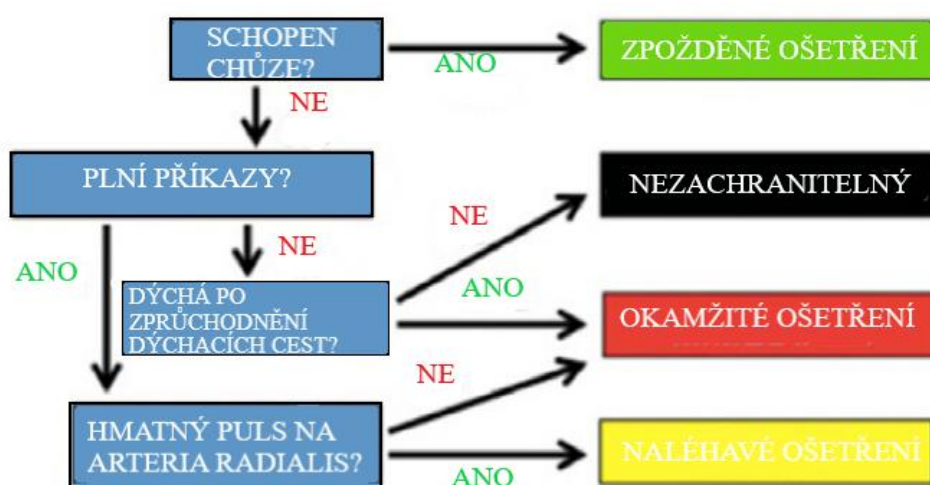 SCHOPEN
CHŮZE?
ANO
ZPOŽDĚNÉ OŠETŘENÍ
NE
PLNÍ PŘÍKAZY?
NEZACHRANITELNÝ
NE
NE
ANO
ANO
DÝCHÁ PO
ZPRŮCHODNĚNÍ
DÝCHACÍCH CEST?
OKAMŽITÉ OŠETŘENÍ
NE
HMATNÝ PULS NA
ARTERIA RADIALIS?
NALÉHAVÉ OŠETŘENÍ
ANO